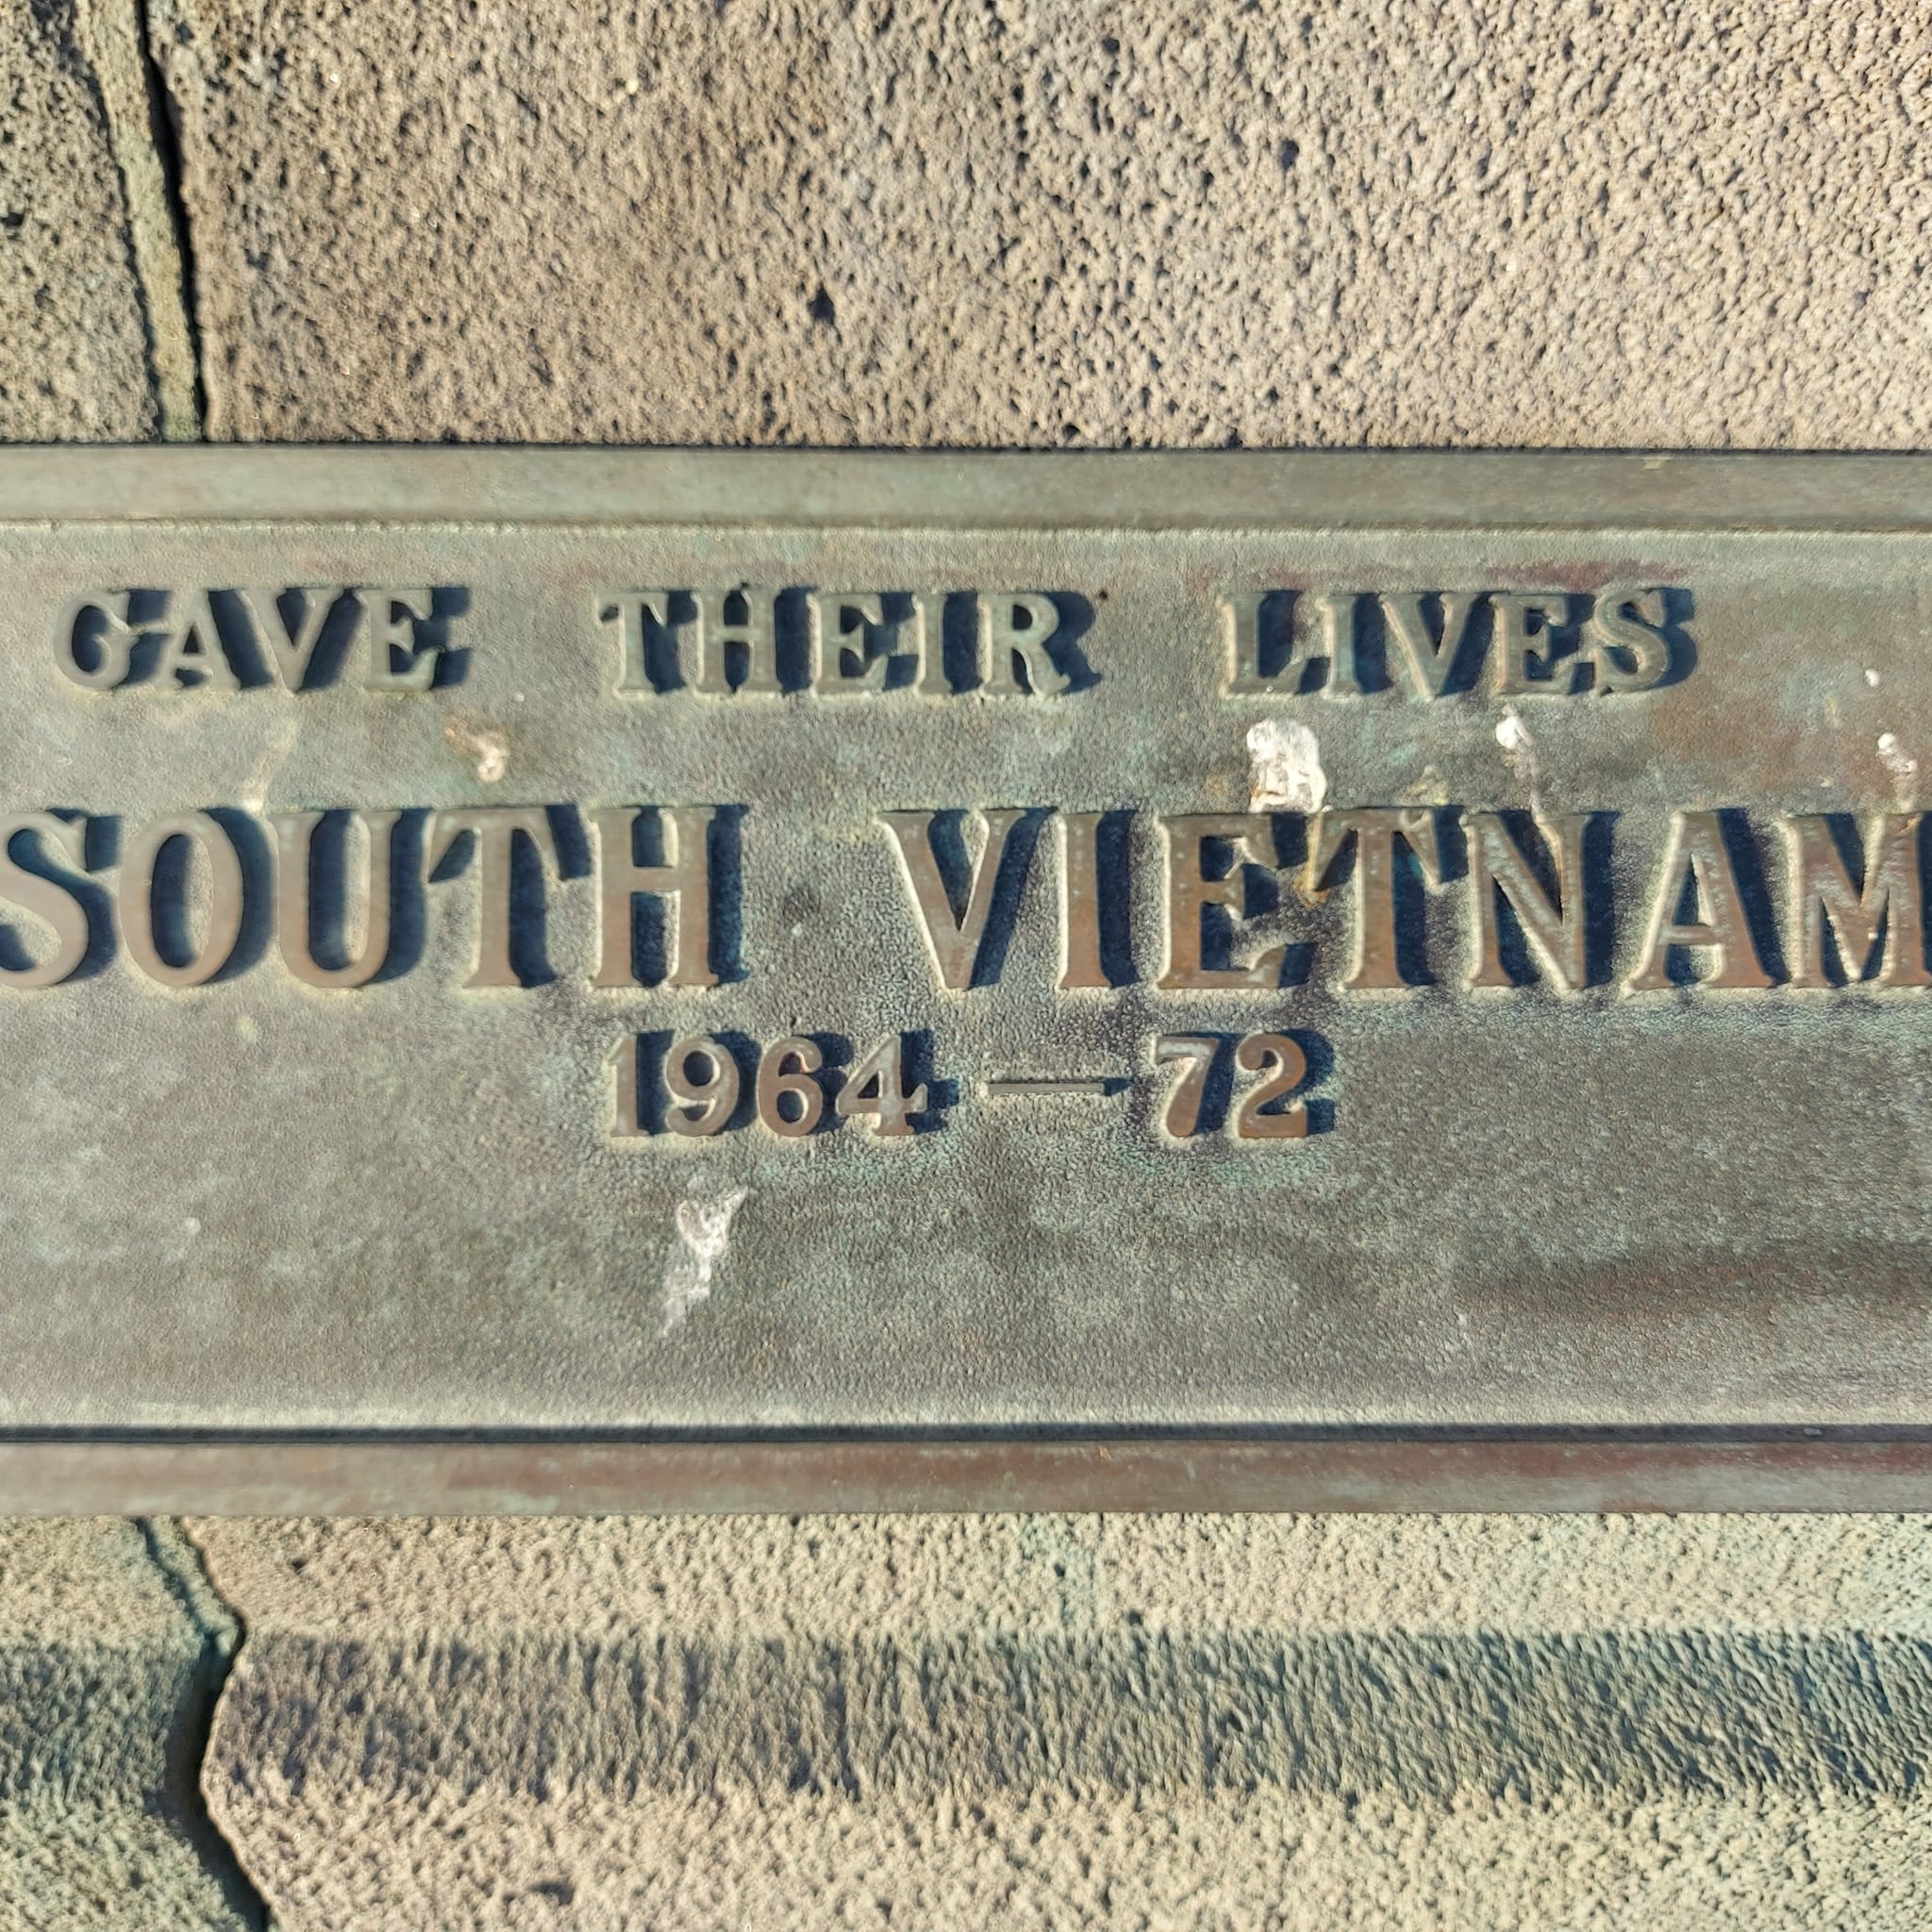 GAVE THEIR LIVES
SOUTH VIETNAM
1964 — 72